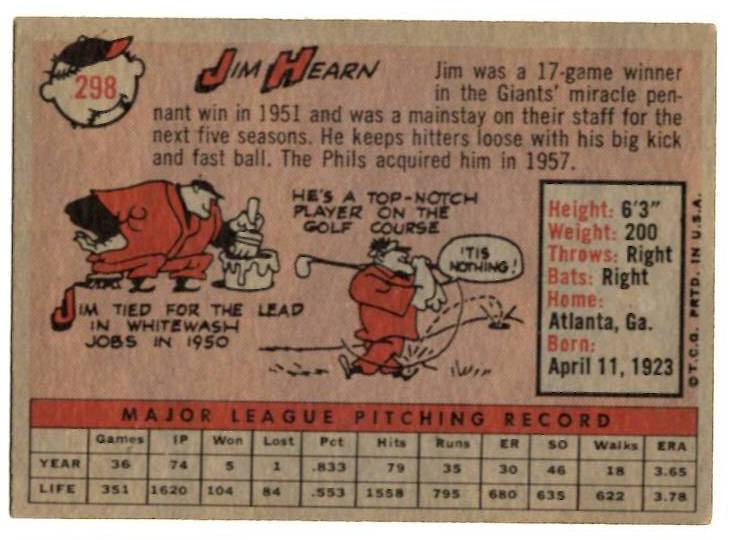 298
JIM HEARN
Jim was a 17-game winner
in the Giants' miracle pen-
nant win in 1951 and was a mainstay on their staff for the
next five seasons. He keeps hitters loose with his big kick
and fast ball. The Phils acquired him in 1957.
JIM TIED FOR THE LEAD
IN WHITEWASH
JOBS IN 1950
HE'S A TOP-NOTCH
PLAYER ON THE
GOLF COURSE
'TIS
NOTHING!
Height: 6'3"
Weight: 200
Throws: Right
Bats: Right
Home:
Atlanta, Ga.
Born:
April 11, 1923
© T.C.G. PRTD. IN U.S.A.
MAJOR LEAGUE PITCHING RECORD
Games IP Won Lost Pct Hits Runs ER SO Walks ERA
YEAR 36 74 5 1 .833 79 35 30 46 18 3.65
LIFE 351 1620 104 84 .553 1558 795 680 635 622 3.78